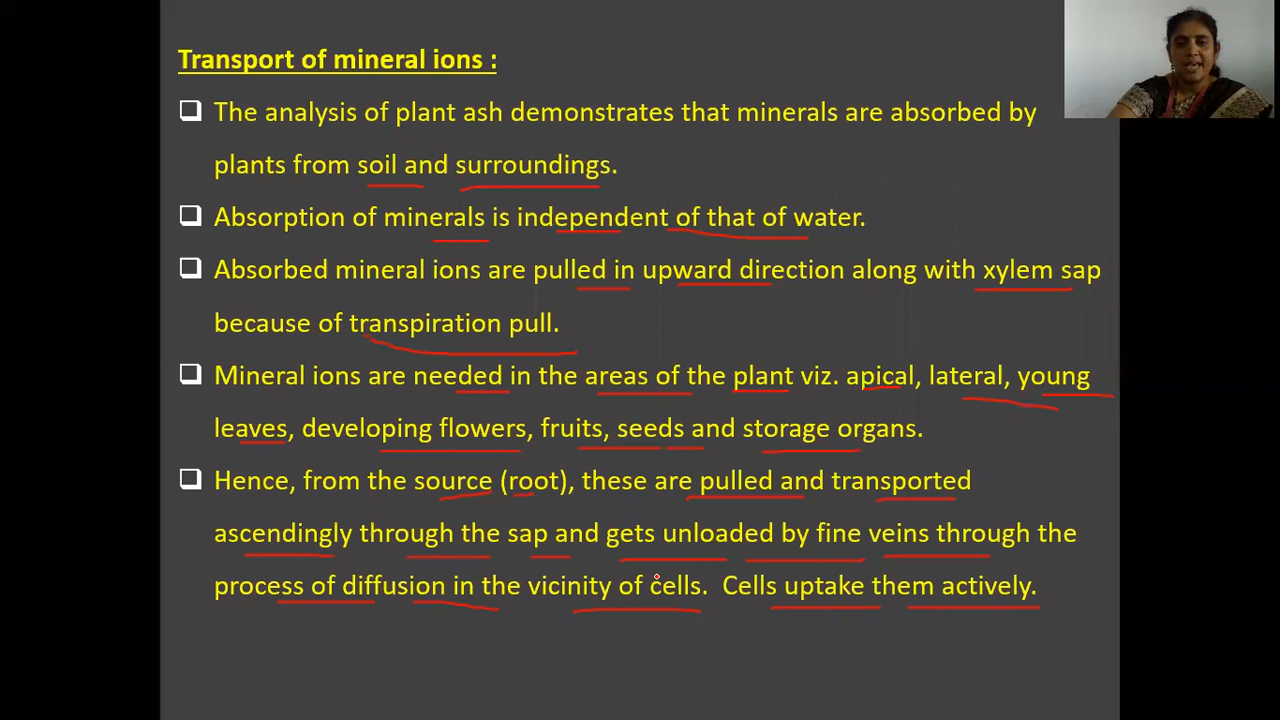 Transport of mineral ions :
The analysis of plant ash demonstrates that minerals are absorbed by
plants from soil and surroundings.
Absorption of minerals is independent of that of water.
Absorbed mineral ions are pulled in upward direction along with xylem sap
because of transpiration pull.
Mineral ions are needed in the areas of the plant viz. apical, lateral, young
leaves, developing flowers, fruits, seeds and storage organs.
Hence, from the source (root), these are pulled and transported
ascendingly through the sap and gets unloaded by fine veins through the
process of diffusion in the vicinity of cells. Cells uptake them actively.